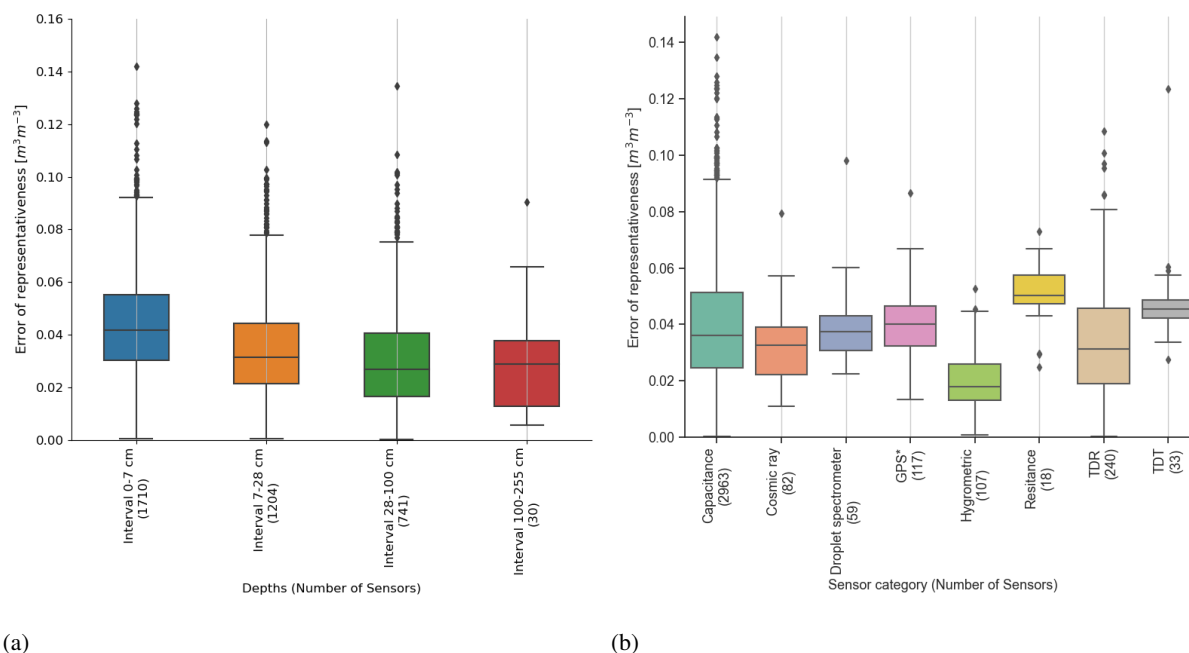 0.16
0.14
0.12
0.10
0.08
0.06
0.04
0.02
0.00
Error of representativeness [m³m⁻³]
Interval 0-7 cm
(1710)
Interval 7-28 cm
(1204)
Interval 28-100 cm
(741)
Interval 100-255 cm
(30)
Depths (Number of Sensors)
(a)
0.14
0.12
0.10
0.08
0.06
0.04
0.02
0.00
Error of representativeness [m³m⁻³]
Capacitance
(2963)
Cosmic ray
(82)
Droplet spectrometer
(59)
GPS*
(117)
Hygrometric
(107)
Resitance
(18)
TDR
(240)
TDT
(33)
Sensor category (Number of Sensors)
(b)